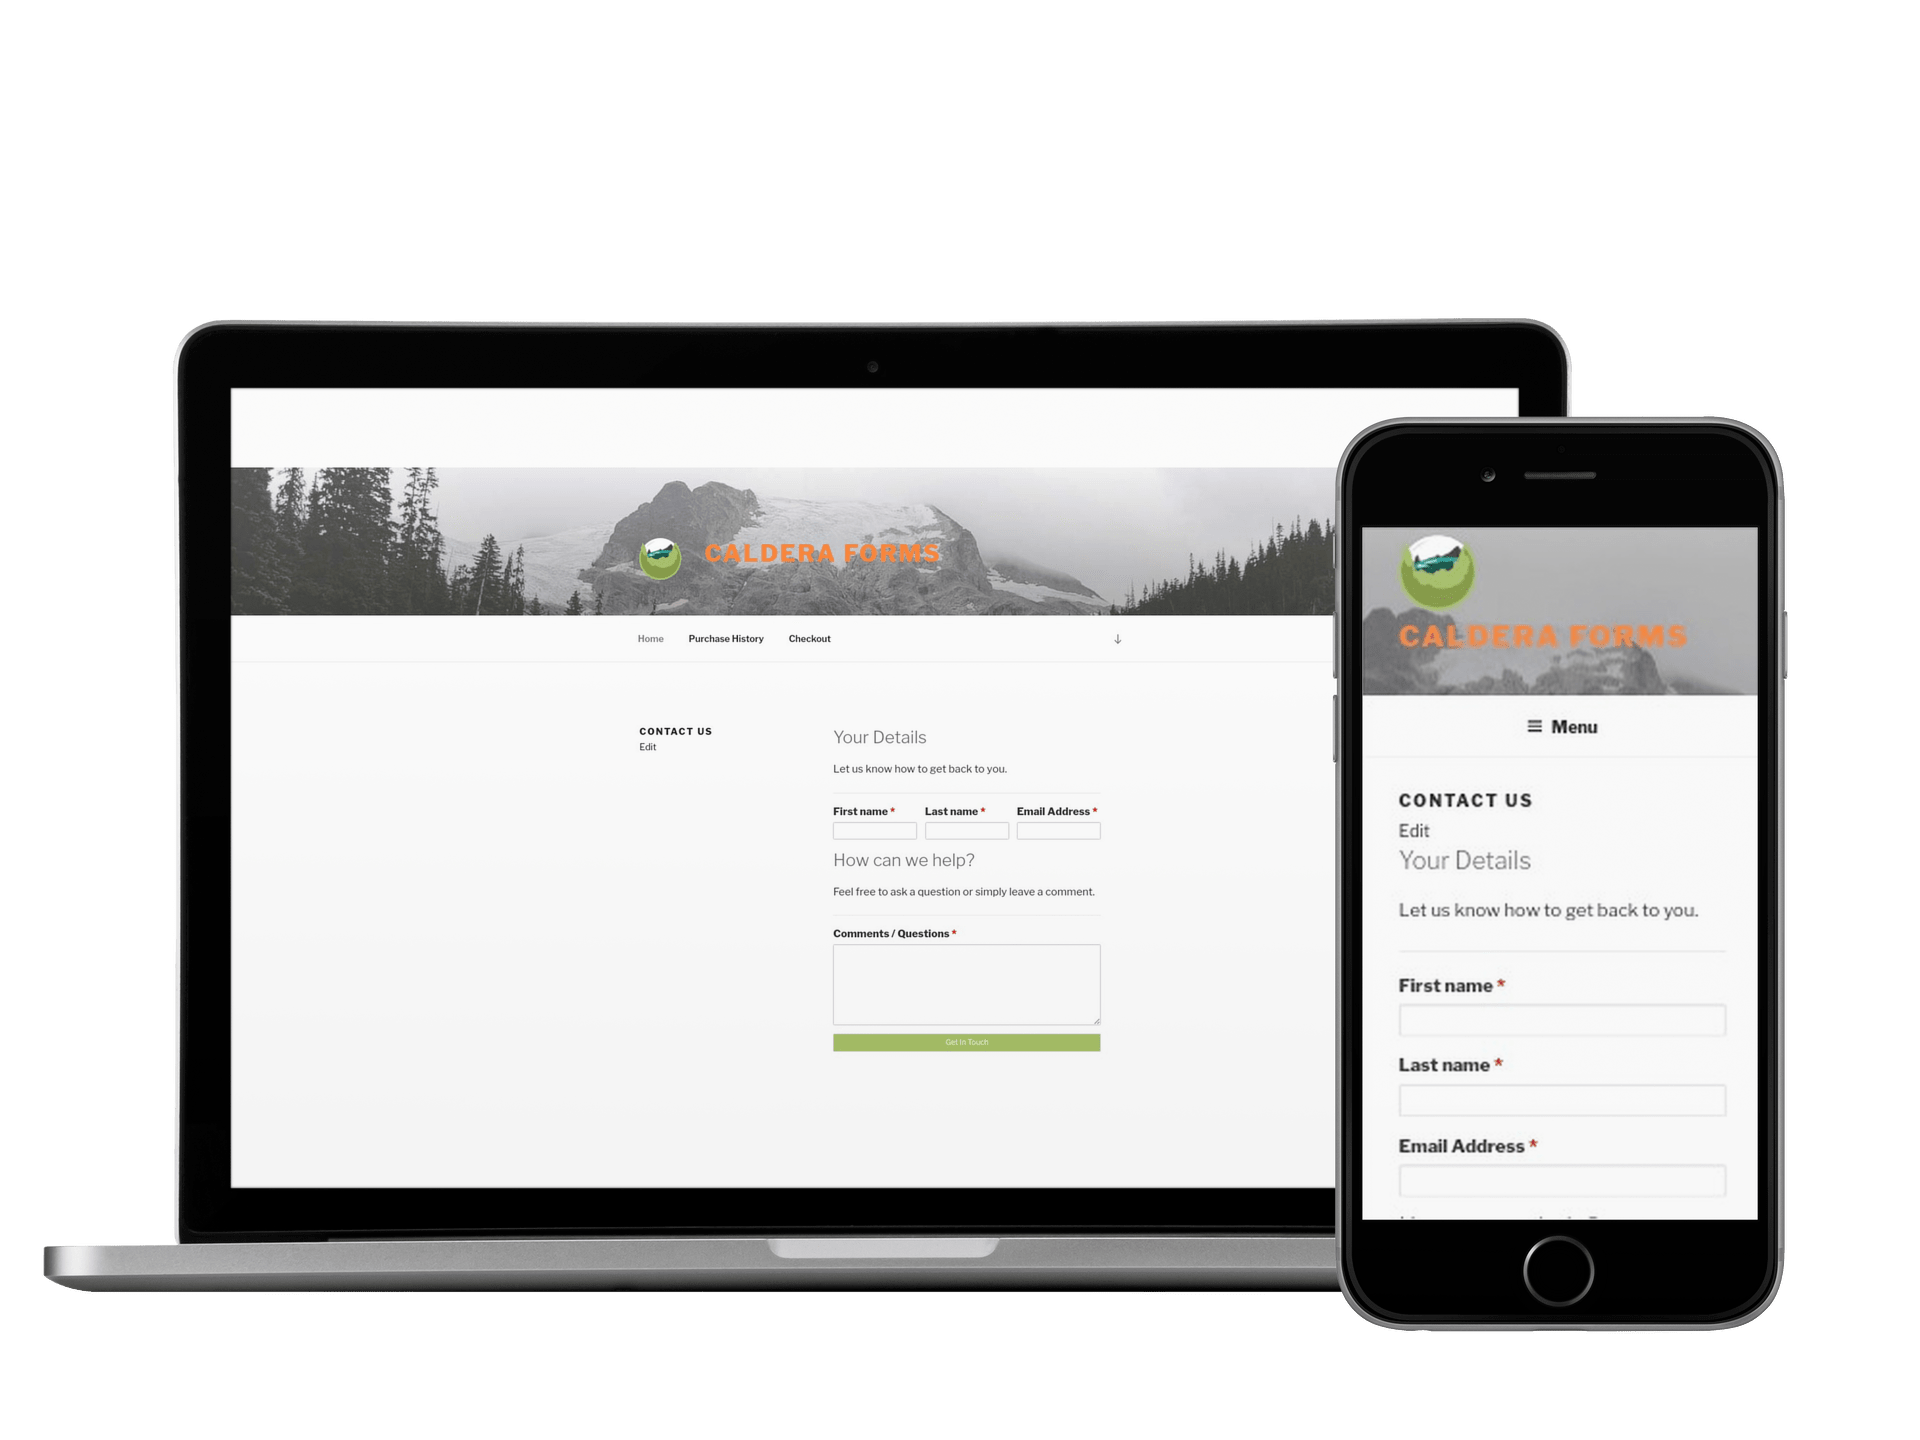 CALDERA FORMS
Home Purchase History Checkout
CONTACT US
Edit
Your Details
Let us know how to get back to you.
First name * Last name * Email Address *
How can we help?
Feel free to ask a question or simply leave a comment.
Comments / Questions *
Get In Touch
CALDERA FORMS
Menu
CONTACT US
Edit
Your Details
Let us know how to get back to you.
First name *
Last name *
Email Address *